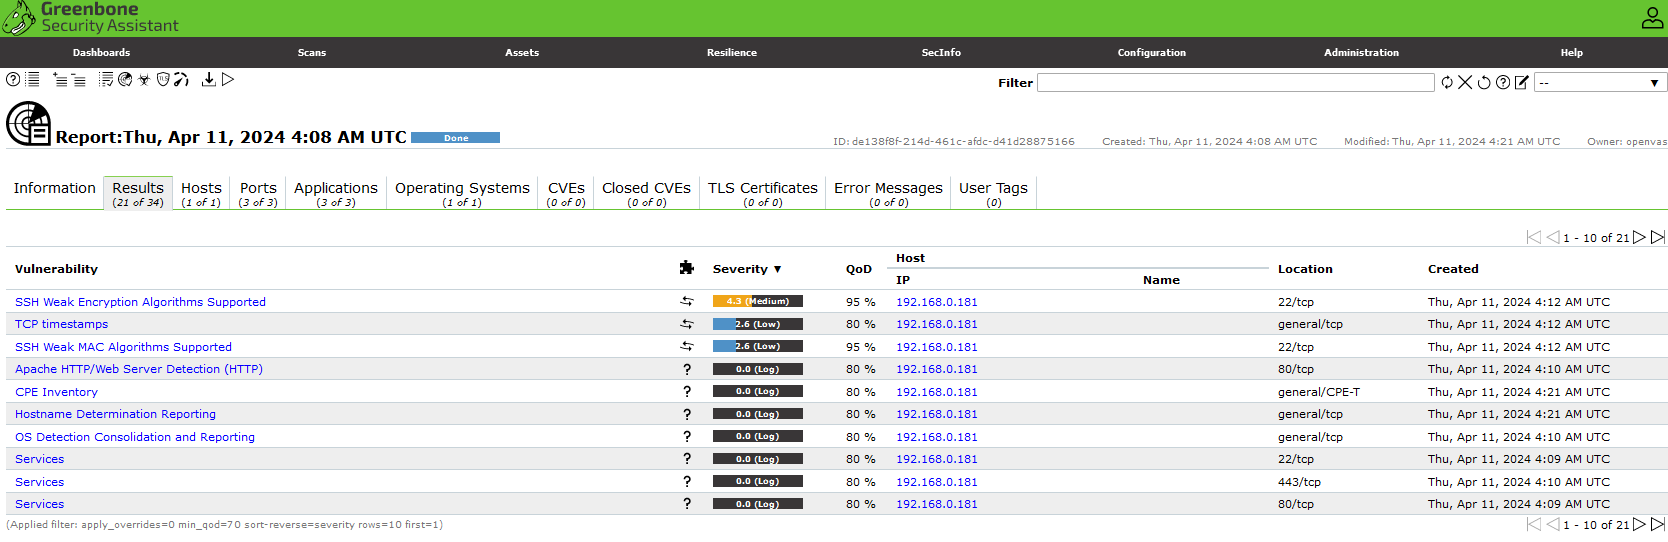 Greenbone
Security Assistant
Dashboards Scans Assets Resilience SecInfo Configuration Administration Help
Filter --
Report:Thu, Apr 11, 2024 4:08 AM UTC Done ID: de138f8f-214d-461c-afdc-d41d28875166 Created: Thu, Apr 11, 2024 4:08 AM UTC Modified: Thu, Apr 11, 2024 4:21 AM UTC Owner: openvas
Information Results Hosts Ports Applications Operating Systems CVEs Closed CVEs TLS Certificates Error Messages User Tags
(21 of 34) (1 of 1) (3 of 3) (3 of 3) (1 of 1) (0 of 0) (0 of 0) (0 of 0) (0 of 0) (0)
1 - 10 of 21
Host
Vulnerability Severity ▼ QoD Location Created
IP Name
SSH Weak Encryption Algorithms Supported 4.3 (Medium) 95 % 192.168.0.181 22/tcp Thu, Apr 11, 2024 4:12 AM UTC
TCP timestamps 2.6 (Low) 80 % 192.168.0.181 general/tcp Thu, Apr 11, 2024 4:12 AM UTC
SSH Weak MAC Algorithms Supported 2.6 (Low) 95 % 192.168.0.181 22/tcp Thu, Apr 11, 2024 4:12 AM UTC
Apache HTTP/Web Server Detection (HTTP) ? 0.0 (Log) 80 % 192.168.0.181 80/tcp Thu, Apr 11, 2024 4:10 AM UTC
CPE Inventory ? 0.0 (Log) 80 % 192.168.0.181 general/CPE-T Thu, Apr 11, 2024 4:21 AM UTC
Hostname Determination Reporting ? 0.0 (Log) 80 % 192.168.0.181 general/tcp Thu, Apr 11, 2024 4:21 AM UTC
OS Detection Consolidation and Reporting ? 0.0 (Log) 80 % 192.168.0.181 general/tcp Thu, Apr 11, 2024 4:10 AM UTC
Services ? 0.0 (Log) 80 % 192.168.0.181 22/tcp Thu, Apr 11, 2024 4:09 AM UTC
Services ? 0.0 (Log) 80 % 192.168.0.181 443/tcp Thu, Apr 11, 2024 4:10 AM UTC
Services ? 0.0 (Log) 80 % 192.168.0.181 80/tcp Thu, Apr 11, 2024 4:09 AM UTC
(Applied filter: apply_overrides=0 min_qod=70 sort-reverse=severity rows=10 first=1) 1 - 10 of 21